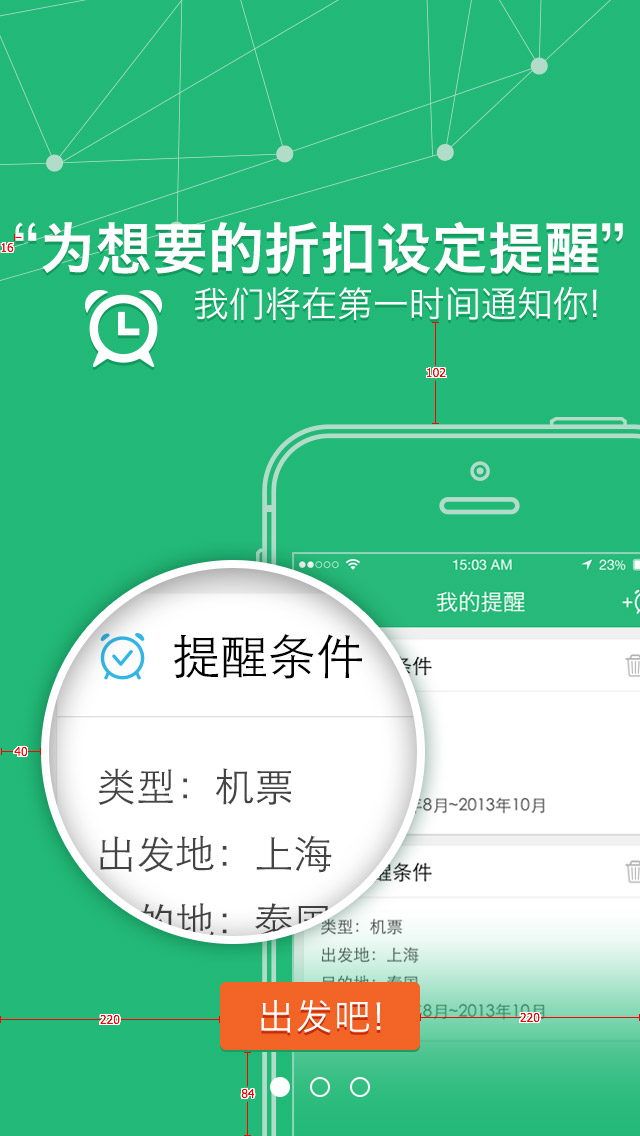 “为想要的折扣设定提醒”
16
我们将在第一时间通知你!
102
15:03 AM
23%
我的提醒
提醒条件
条件
40
类型：机票
8月~2013年10月
出发地：上海
醒条件
的地：泰国
类型：机票
出发地：上海
目的地：泰国
出发吧!
8月~2013年10月
220
220
84